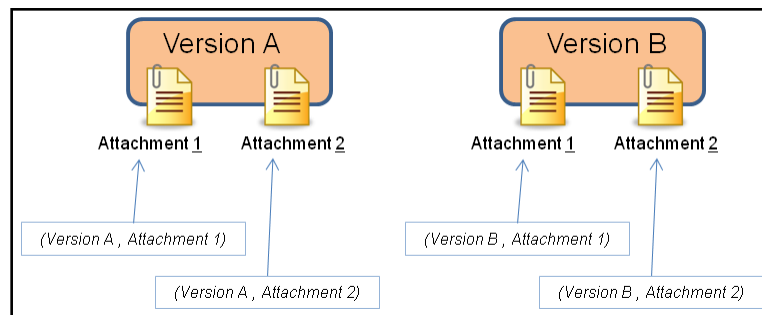 Version A
Version B
Attachment 1
Attachment 2
Attachment 1
Attachment 2
(Version A , Attachment 1)
(Version B , Attachment 1)
(Version A , Attachment 2)
(Version B , Attachment 2)